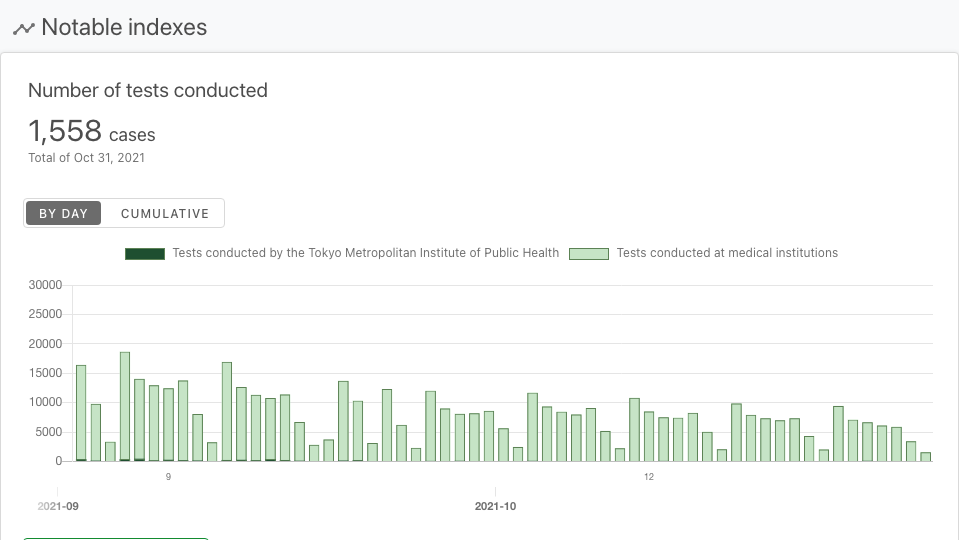 Notable indexes
Number of tests conducted
1,558 cases
Total of Oct 31, 2021
BY DAY CUMULATIVE
Tests conducted by the Tokyo Metropolitan Institute of Public Health Tests conducted at medical institutions
30000
25000
20000
15000
10000
5000
0
9 12
2021-09 2021-10